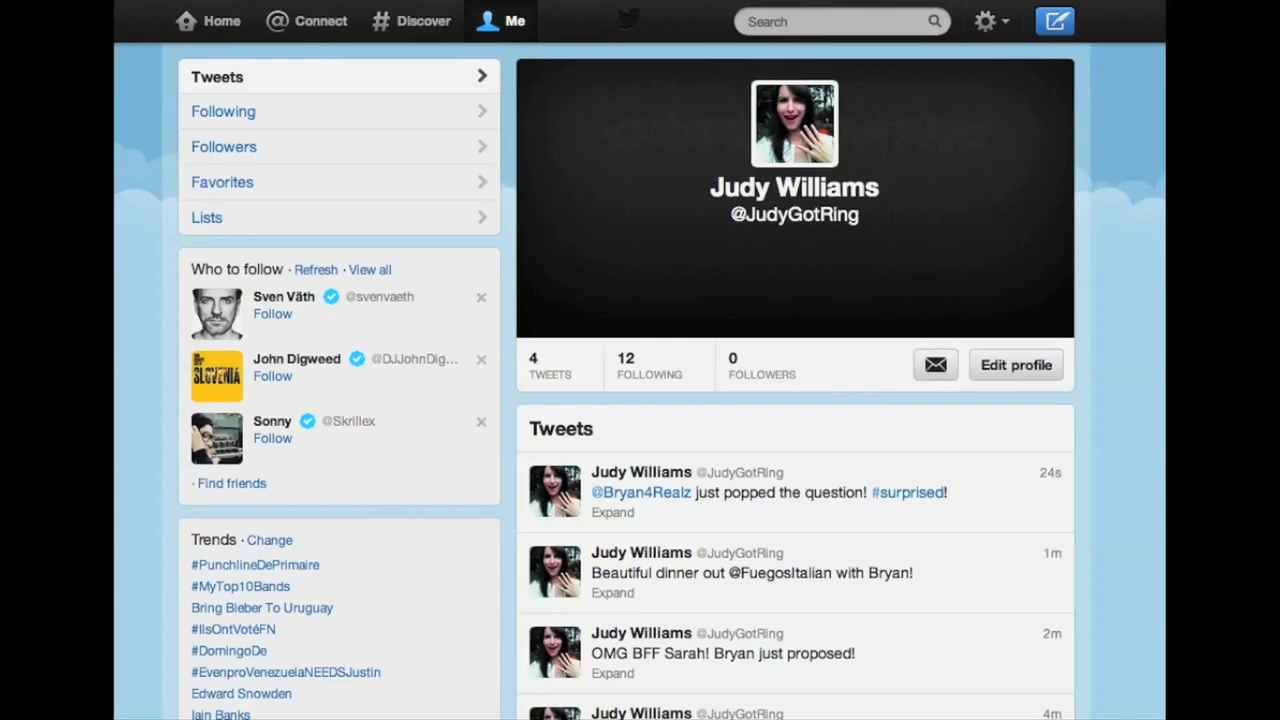 Home
Connect
Discover
Me
Search
Tweets
Following
Followers
Favorites
Lists
Who to follow · Refresh · View all
Sven Väth @svenvaeth
Follow
John Digweed @DJJohnDig...
Follow
SLOVENIA
Sonny @Skrillex
Follow
· Find friends
Trends · Change
#PunchlineDePrimaire
#MyTop10Bands
Bring Bieber To Uruguay
#IlsOntVotéFN
#DomingoDe
#EvenproVenezuelaNEEDSJustin
Edward Snowden
Iain Banks
Judy Williams
@JudyGotRing
4 TWEETS
12 FOLLOWING
0 FOLLOWERS
Edit profile
Tweets
Judy Williams @JudyGotRing 24s
@Bryan4Realz just popped the question! #surprised!
Expand
Judy Williams @JudyGotRing 1m
Beautiful dinner out @FuegosItalian with Bryan!
Expand
Judy Williams @JudyGotRing 2m
OMG BFF Sarah! Bryan just proposed!
Expand
Judy Williams @JudyGotRing 4m